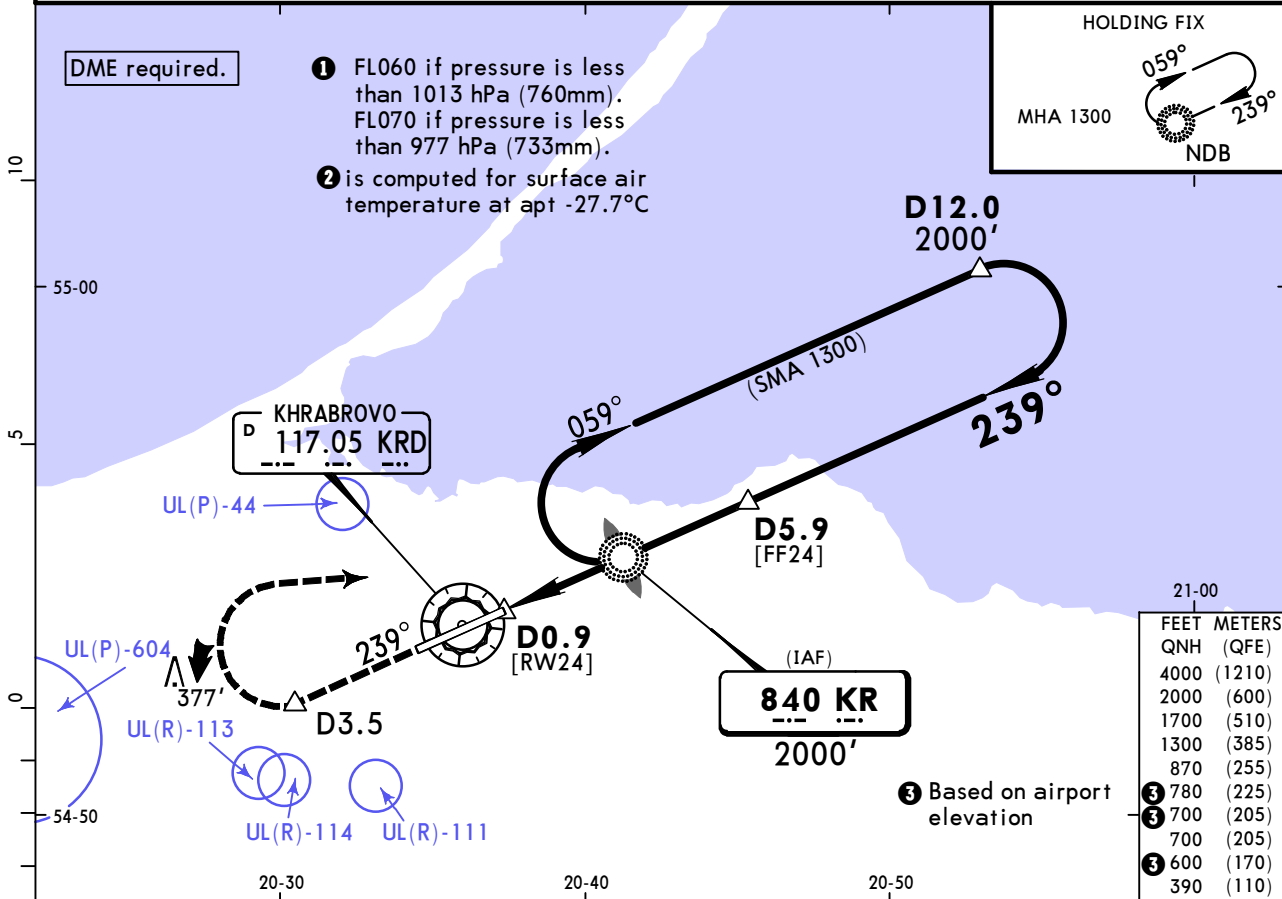 DME required.
❶ FL060 if pressure is less
than 1013 hPa (760mm).
FL070 if pressure is less
than 977 hPa (733mm).
❷ is computed for surface air
temperature at apt -27.7°C
HOLDING FIX
059°
239°
MHA 1300
NDB
10
5
0
55-00
54-50
D12.0
2000'
(SMA 1300)
059°
239°
KHRABROVO
D 117.05 KRD
UL(P)-44
D5.9
[FF24]
D0.9
[RW24]
239°
D3.5
UL(P)-604
377'
UL(R)-113
UL(R)-114
UL(R)-111
(IAF)
840 KR
2000'
❸ Based on airport
elevation
21-00
FEET METERS
QNH (QFE)
4000 (1210)
2000 (600)
1700 (510)
1300 (385)
870 (255)
❸ 780 (225)
❸ 700 (205)
700 (205)
❸ 600 (170)
390 (110)
20-30
20-40
20-50